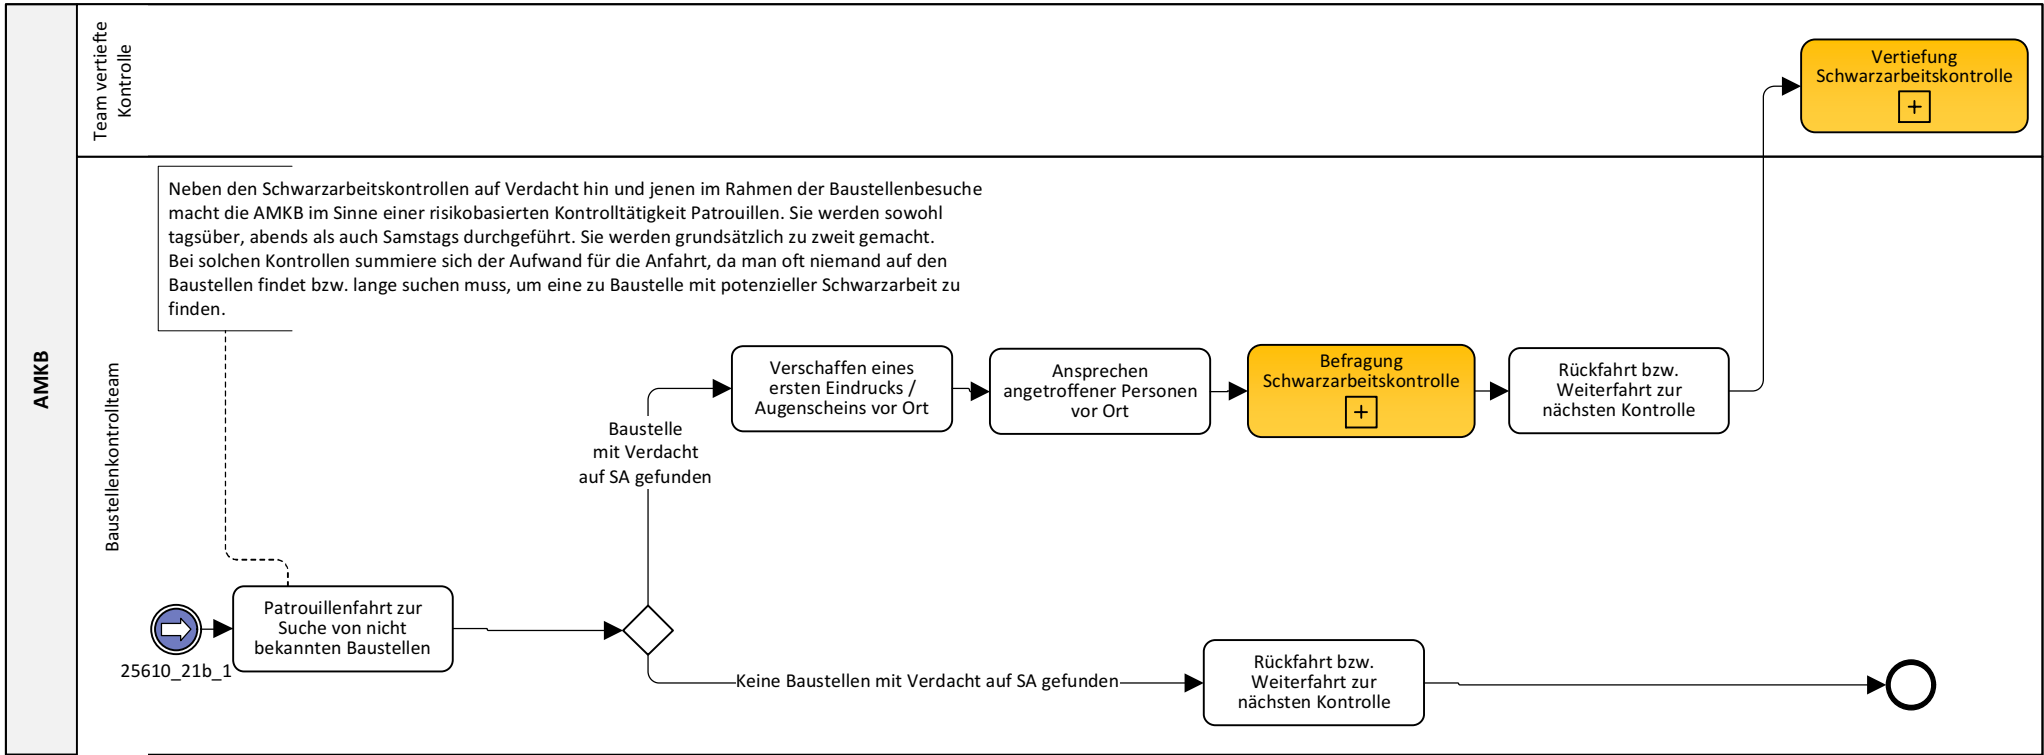 AMKB
Team vertiefte
Kontrolle
Vertiefung
Schwarzarbeitskontrolle
Baustellenkontrollteam
Neben den Schwarzarbeitskontrollen auf Verdacht hin und jenen im Rahmen der Baustellenbesuche
macht die AMKB im Sinne einer risikobasierten Kontrolltätigkeit Patrouillen. Sie werden sowohl
tagsüber, abends als auch Samstags durchgeführt. Sie werden grundsätzlich zu zweit gemacht.
Bei solchen Kontrollen summiere sich der Aufwand für die Anfahrt, da man oft niemand auf den
Baustellen findet bzw. lange suchen muss, um eine zu Baustelle mit potenzieller Schwarzarbeit zu
finden.
25610_21b_1
Patrouillenfahrt zur
Suche von nicht
bekannten Baustellen
Baustelle
mit Verdacht
auf SA gefunden
Verschaffen eines
ersten Eindrucks /
Augenscheins vor Ort
Ansprechen
angetroffener Personen
vor Ort
Befragung
Schwarzarbeitskontrolle
Rückfahrt bzw.
Weiterfahrt zur
nächsten Kontrolle
Keine Baustellen mit Verdacht auf SA gefunden
Rückfahrt bzw.
Weiterfahrt zur
nächsten Kontrolle